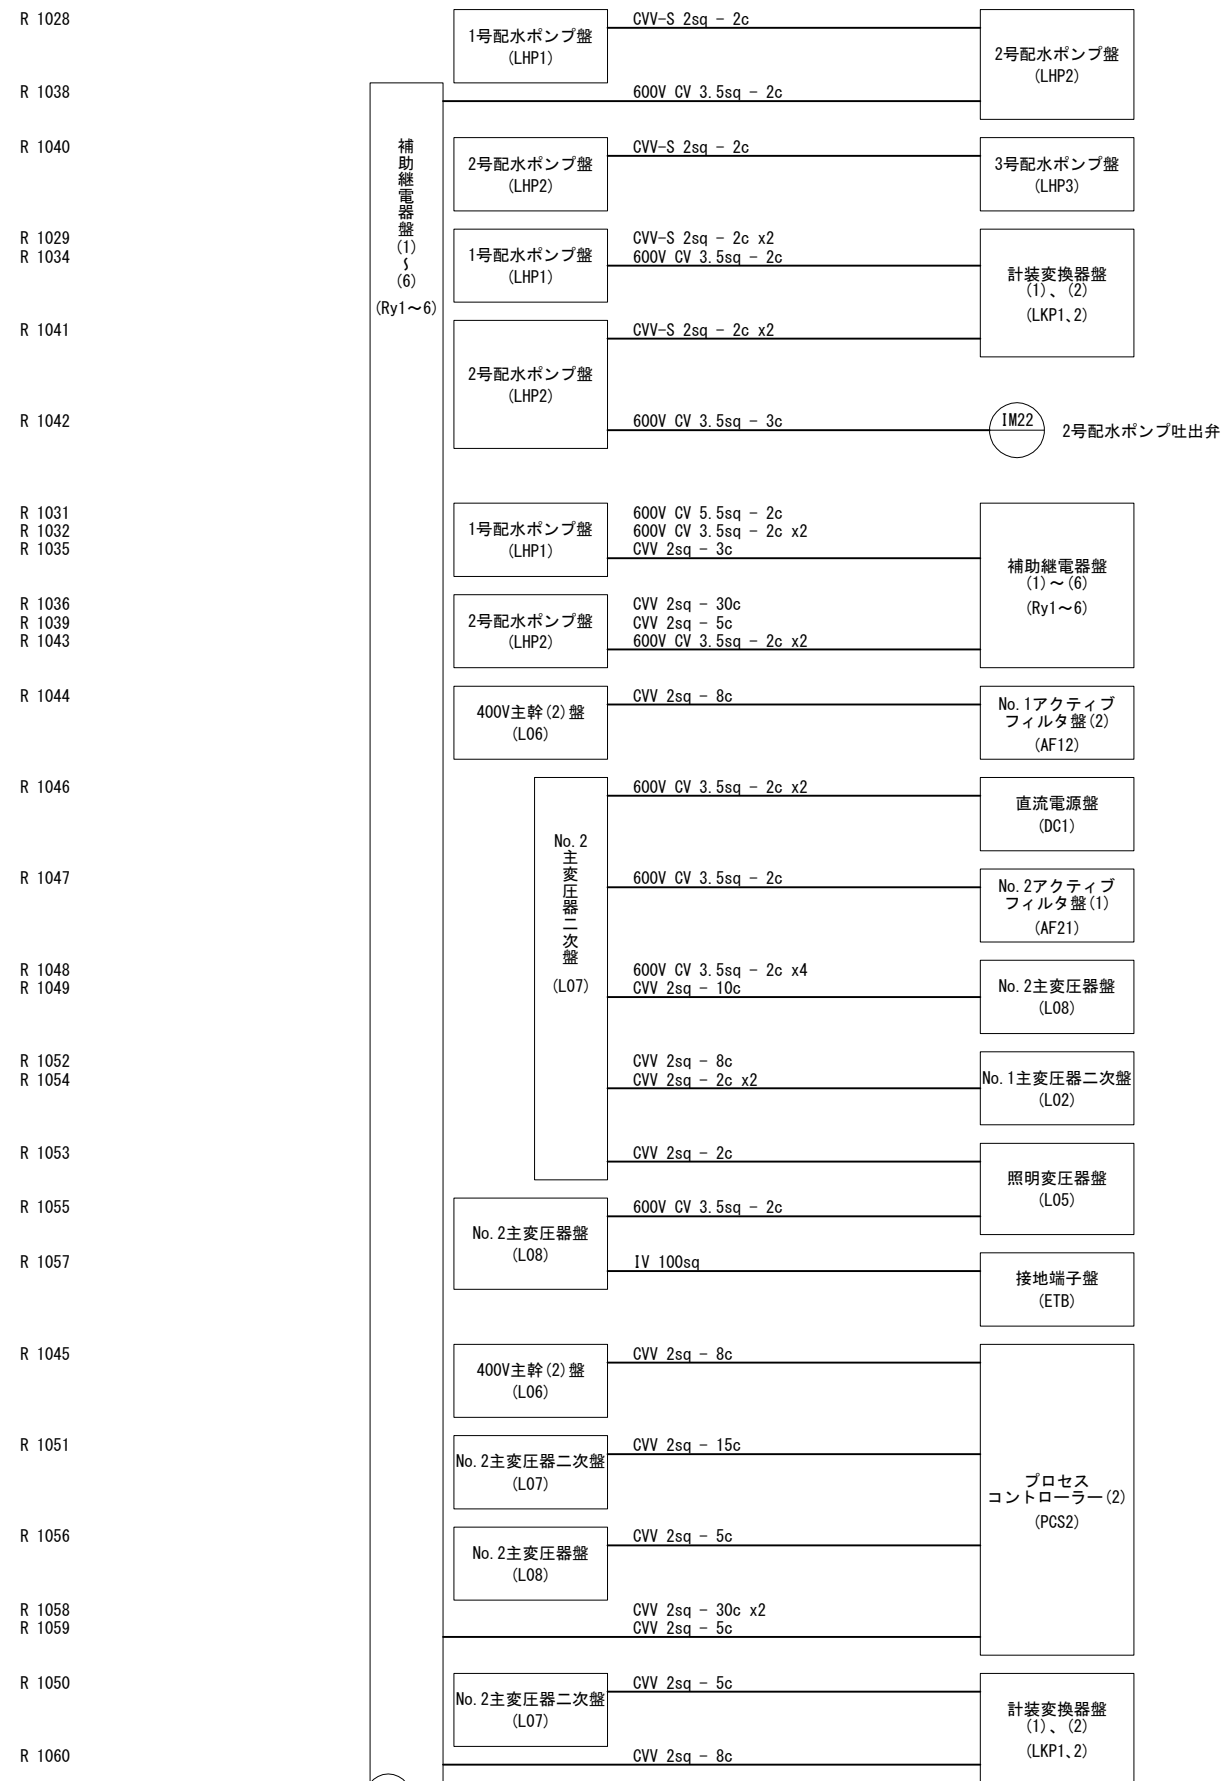 R 1028
CVV-S 2sq - 2c
1号配水ポンプ盤
(LHP1)
2号配水ポンプ盤
(LHP2)
R 1038
600V CV 3.5sq - 2c
補助継電器盤(1)～(6)
(Ry1～6)
R 1040
CVV-S 2sq - 2c
2号配水ポンプ盤
(LHP2)
3号配水ポンプ盤
(LHP3)
R 1029
CVV-S 2sq - 2c x2
R 1034
600V CV 3.5sq - 2c
1号配水ポンプ盤
(LHP1)
計装変換器盤
(1)、(2)
(LKP1、2)
R 1041
CVV-S 2sq - 2c x2
2号配水ポンプ盤
(LHP2)
R 1042
600V CV 3.5sq - 3c
IM22
2号配水ポンプ吐出弁
R 1031
600V CV 5.5sq - 2c
R 1032
600V CV 3.5sq - 2c x2
R 1035
CVV 2sq - 3c
1号配水ポンプ盤
(LHP1)
補助継電器盤
(1)～(6)
(Ry1～6)
R 1036
CVV 2sq - 30c
R 1039
CVV 2sq - 5c
R 1043
600V CV 3.5sq - 2c x2
2号配水ポンプ盤
(LHP2)
R 1044
CVV 2sq - 8c
400V主幹(2)盤
(L06)
No.1アクティブ
フィルタ盤(2)
(AF12)
R 1046
600V CV 3.5sq - 2c x2
直流電源盤
(DC1)
No.2
主変圧器二次盤
(L07)
R 1047
600V CV 3.5sq - 2c
No.2アクティブ
フィルタ盤(1)
(AF21)
R 1048
600V CV 3.5sq - 2c x4
R 1049
CVV 2sq - 10c
No.2主変圧器盤
(L08)
R 1052
CVV 2sq - 8c
R 1054
CVV 2sq - 2c x2
No.1主変圧器二次盤
(L02)
R 1053
CVV 2sq - 2c
照明変圧器盤
(L05)
R 1055
600V CV 3.5sq - 2c
No.2主変圧器盤
(L08)
R 1057
IV 100sq
接地端子盤
(ETB)
R 1045
CVV 2sq - 8c
400V主幹(2)盤
(L06)
R 1051
CVV 2sq - 15c
No.2主変圧器二次盤
(L07)
プロセス
コントローラー(2)
(PCS2)
R 1056
CVV 2sq - 5c
No.2主変圧器盤
(L08)
R 1058
CVV 2sq - 30c x2
R 1059
CVV 2sq - 5c
R 1050
CVV 2sq - 5c
No.2主変圧器二次盤
(L07)
計装変換器盤
(1)、(2)
(LKP1、2)
R 1060
CVV 2sq - 8c